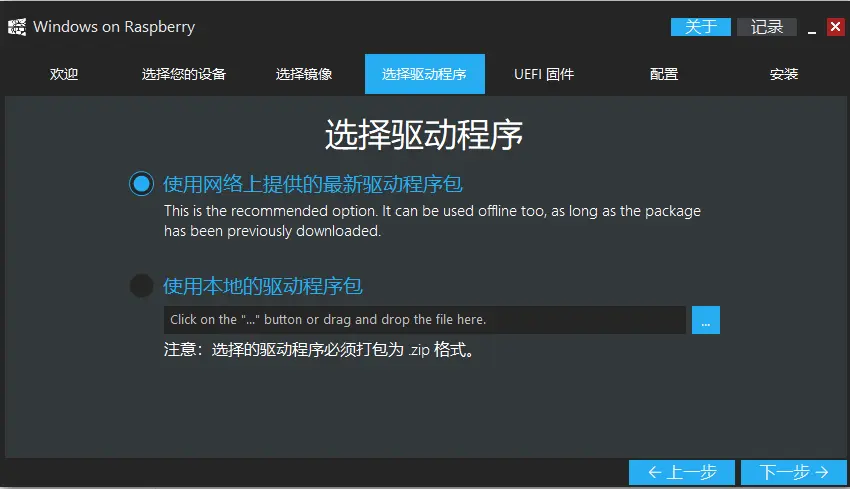 Windows on Raspberry
关于
记录
欢迎
选择您的设备
选择镜像
选择驱动程序
UEFI 固件
配置
安装
选择驱动程序
使用网络上提供的最新驱动程序包
This is the recommended option. It can be used offline too, as long as the package
has been previously downloaded.
使用本地的驱动程序包
Click on the "..." button or drag and drop the file here.
...
注意：选择的驱动程序必须打包为 .zip 格式。
← 上一步
下一步 →